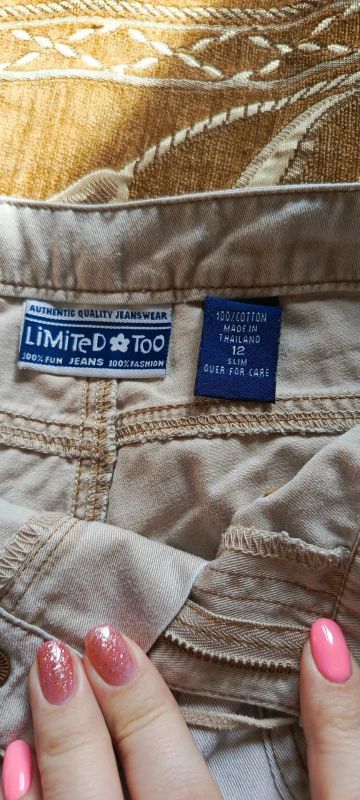 AUTHENTIC QUALITY JEANSWEAR
LiMiTeD TOO
100% FUN JEANS 100% FASHION
100%COTTON
MADE IN
THAILAND
12
SLIM
OVER FOR CARE